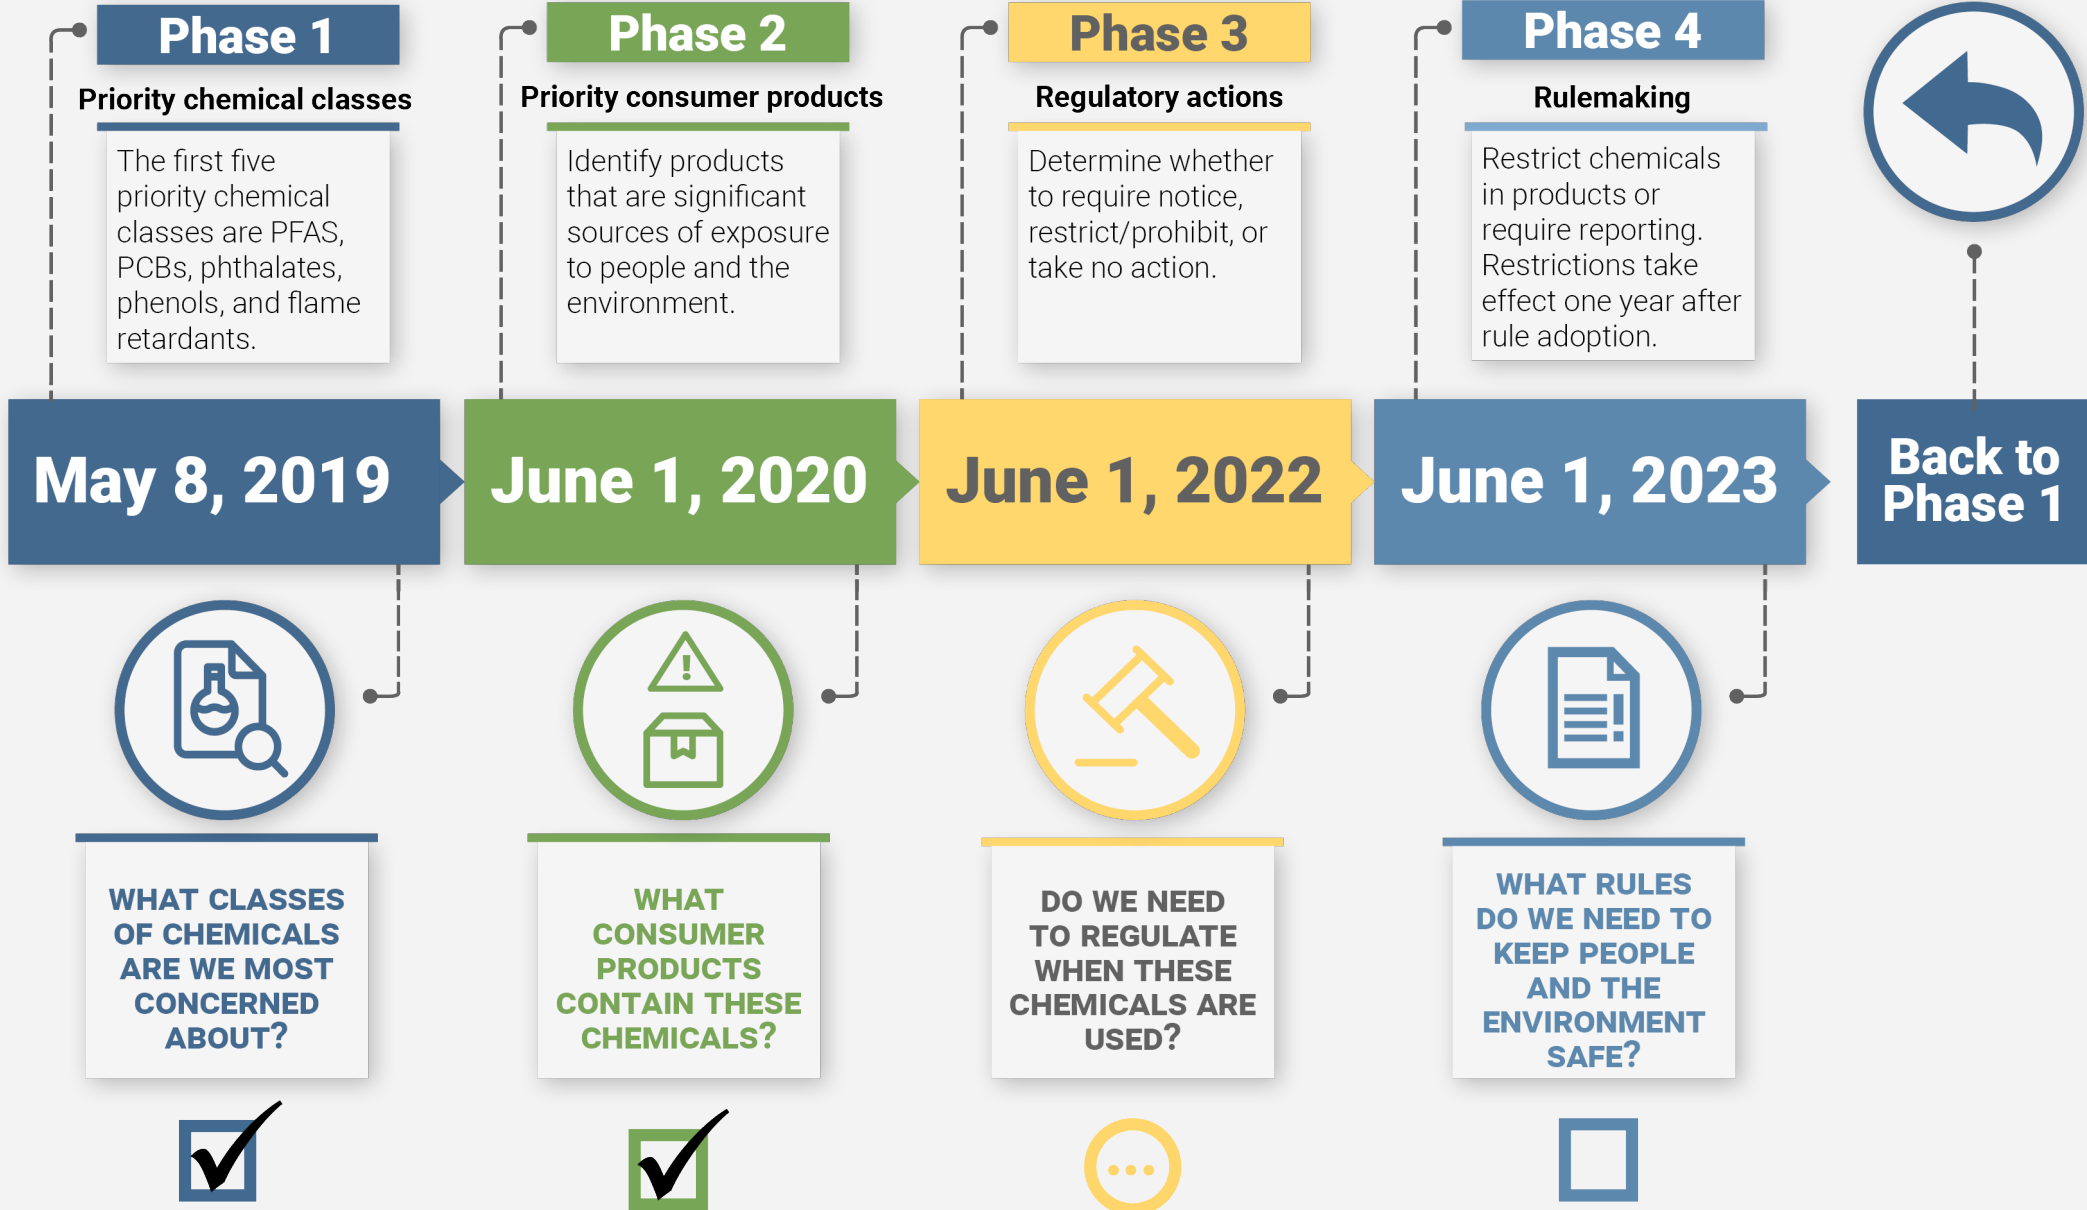 Phase 1
Priority chemical classes
The first five
priority chemical
classes are PFAS,
PCBs, phthalates,
phenols, and flame
retardants.
May 8, 2019
WHAT CLASSES
OF CHEMICALS
ARE WE MOST
CONCERNED
ABOUT?
Phase 2
Priority consumer products
Identify products
that are significant
sources of exposure
to people and the
environment.
June 1, 2020
WHAT
CONSUMER
PRODUCTS
CONTAIN THESE
CHEMICALS?
Phase 3
Regulatory actions
Determine whether
to require notice,
restrict/prohibit, or
take no action.
June 1, 2022
DO WE NEED
TO REGULATE
WHEN THESE
CHEMICALS ARE
USED?
Phase 4
Rulemaking
Restrict chemicals
in products or
require reporting.
Restrictions take
effect one year after
rule adoption.
June 1, 2023
WHAT RULES
DO WE NEED TO
KEEP PEOPLE
AND THE
ENVIRONMENT
SAFE?
Back to
Phase 1